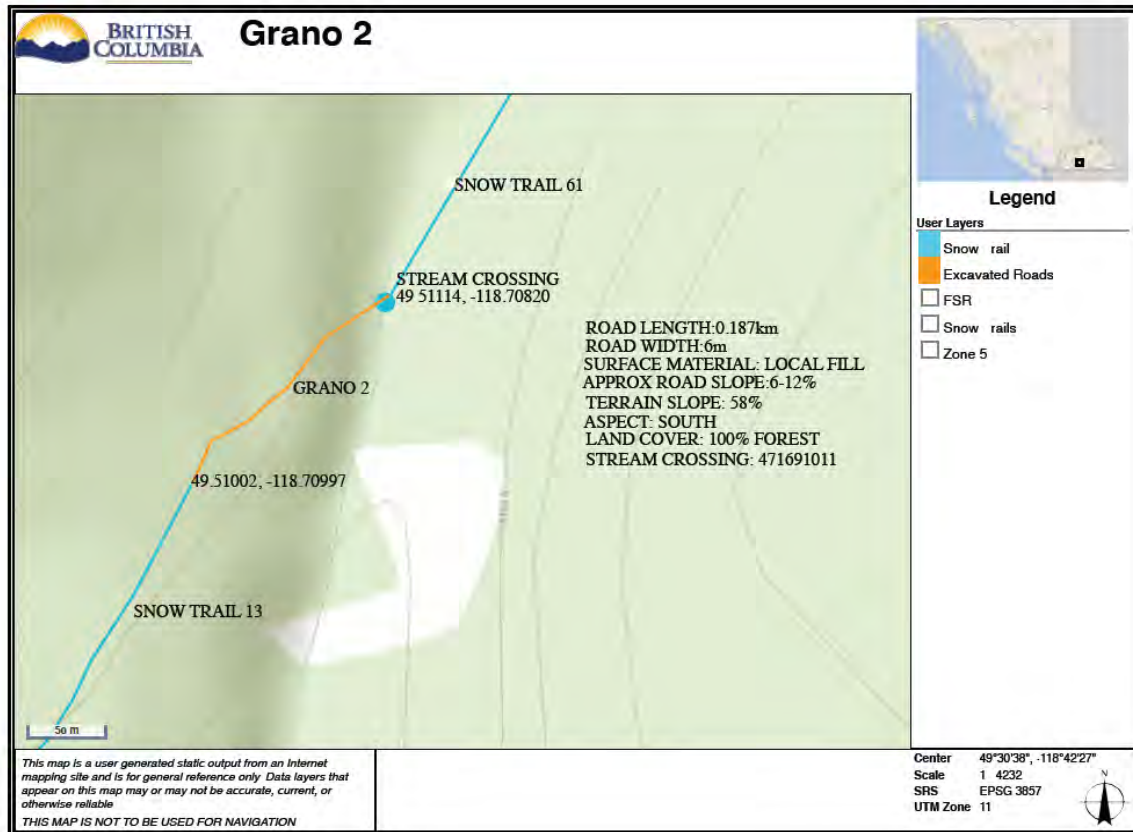 BRITISH
COLUMBIA
Grano 2
SNOW TRAIL 61
STREAM CROSSING
49 51114, -118.70820
ROAD LENGTH:0.187km
ROAD WIDTH:6m
SURFACE MATERIAL: LOCAL FILL
APPROX ROAD SLOPE:6-12%
TERRAIN SLOPE: 58%
ASPECT: SOUTH
LAND COVER: 100% FOREST
STREAM CROSSING: 471691011
GRANO 2
49.51002, -118.70997
SNOW TRAIL 13
50 m
Legend
User Layers
Snow rail
Excavated Roads
FSR
Snow rails
Zone 5
This map is a user generated static output from an Internet
mapping site and is for general reference only Data layers that
appear on this map may or may not be accurate, current, or
otherwise reliable
THIS MAP IS NOT TO BE USED FOR NAVIGATION
Center 49°30'38", -118°42'27"
Scale 1 4232
SRS EPSG 3857
UTM Zone 11
N